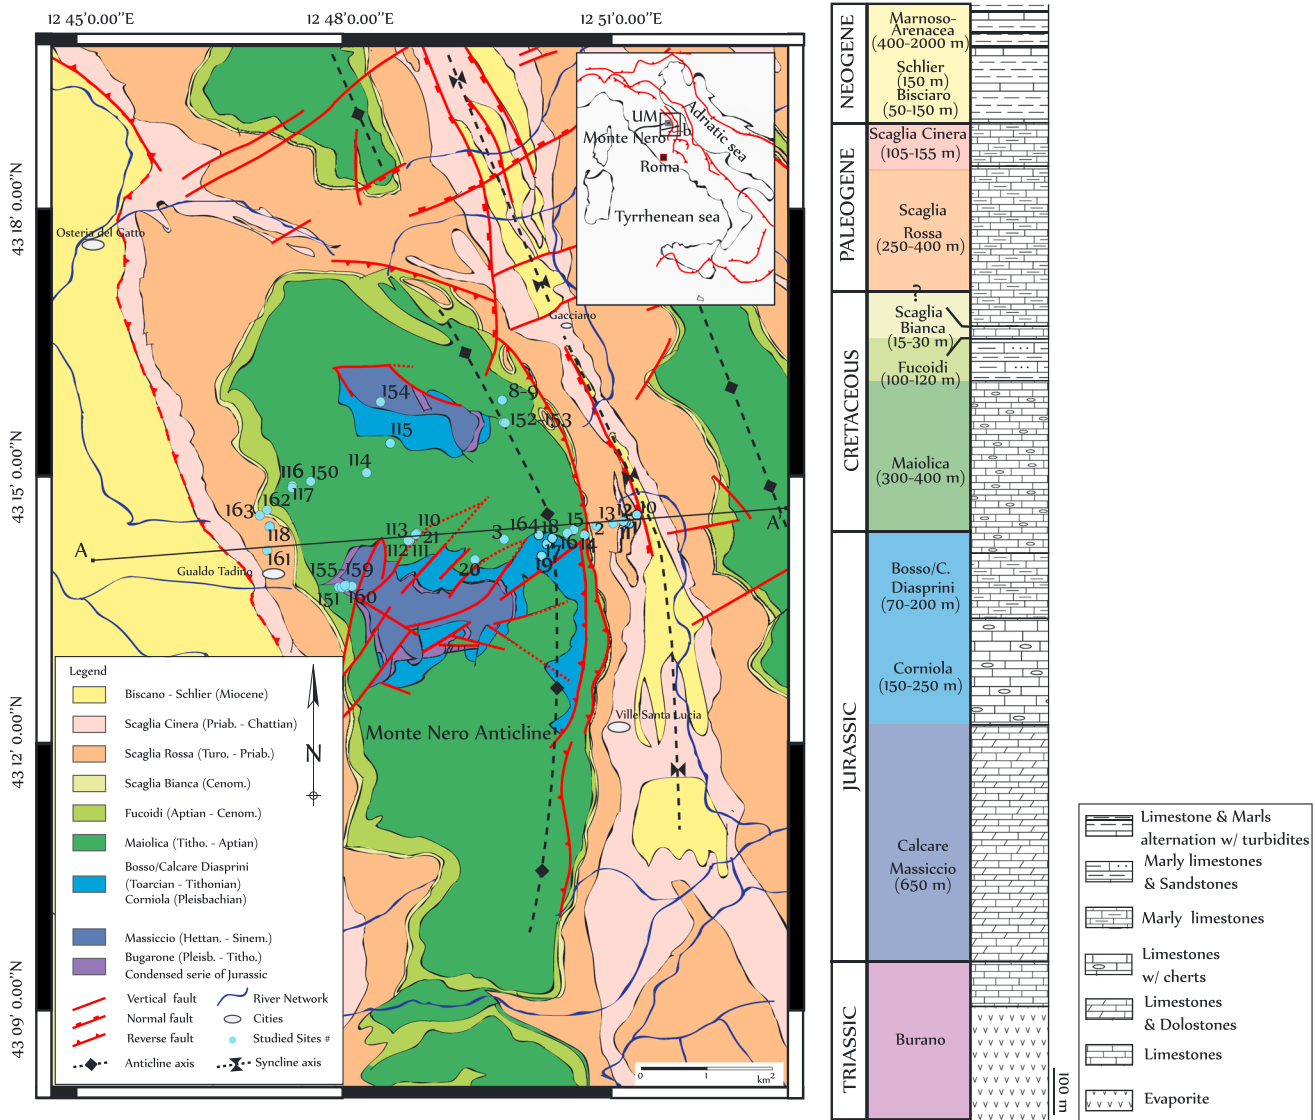 12 45'0.00''E
12 48'0.00''E
12 51'0.00''E
43 18' 0.00''N
43 15' 0.00''N
43 12' 0.00''N
43 09' 0.00''N
UM
b
Monte Nero
Adriatic sea
Roma
Tyrrhenean sea
Osteria del Gatto
Gacciano
154
8-9
152-153
115
114
116
150
117
162
163
118
161
A
A'
Gualdo Tadino
113
110
21
112
111
3
164
18
15
13
12
10
11
2
16
14
17
19
20
155-159
151
160
Ville Santa Lucia
Monte Nero Anticline
Legend
Biscano - Schlier (Miocene)
Scaglia Cinera (Priab. - Chattian)
Scaglia Rossa (Turo. - Priab.)
Scaglia Bianca (Cenom.)
Fucoidi (Aptian - Cenom.)
Maiolica (Titho. - Aptian)
Bosso/Calcare Diasprini
(Toarcian - Tithonian)
Corniola (Pleisbachian)
Massiccio (Hettan. - Sinem.)
Bugarone (Pleisb. - Titho.)
Condensed serie of Jurassic
Vertical fault
River Network
Normal fault
Cities
Reverse fault
Studied Sites #
Anticline axis
Syncline axis
N
0
1
2
km
NEOGENE
Marnoso-
Arenacea
(400-2000 m)
Schlier
(150 m)
Bisciaro
(50-150 m)
PALEOGENE
Scaglia Cinera
(105-155 m)
Scaglia
Rossa
(250-400 m)
?
CRETACEOUS
Scaglia
Bianca
(15-30 m)
Fucoidi
(100-120 m)
Maiolica
(300-400 m)
JURASSIC
Bosso/C.
Diasprini
(70-200 m)
Corniola
(150-250 m)
Calcare
Massiccio
(650 m)
TRIASSIC
Burano
100 m
Limestone & Marls
alternation w/ turbidites
Marly limestones
& Sandstones
Marly limestones
Limestones
w/ cherts
Limestones
& Dolostones
Limestones
Evaporite